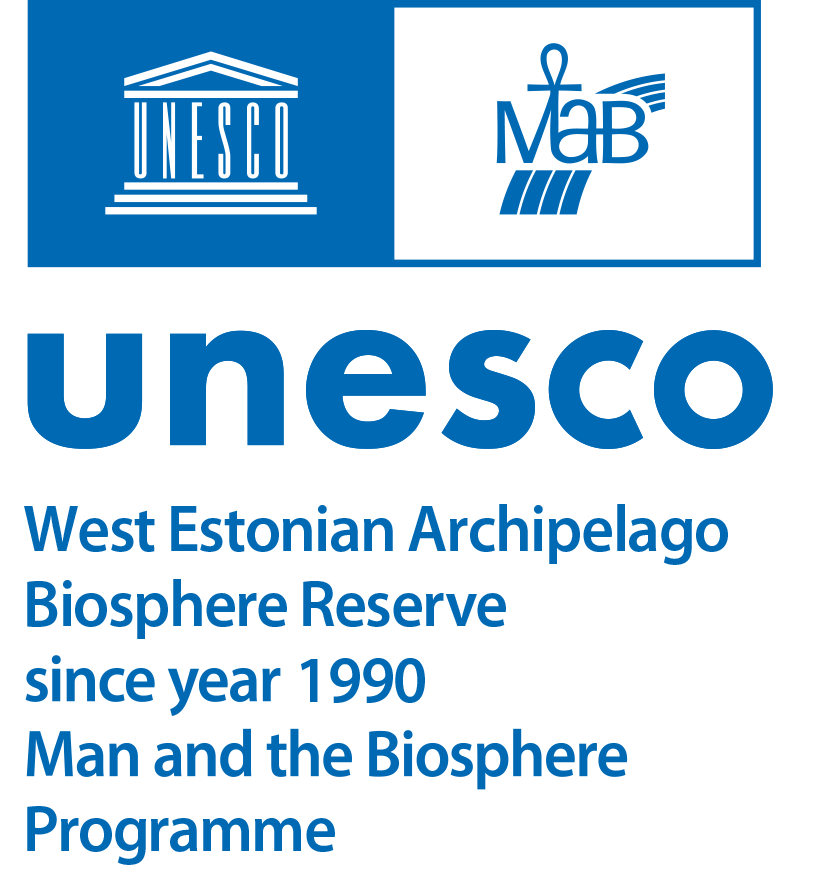 UNESCO
MaB
unesco
West Estonian Archipelago
Biosphere Reserve
since year 1990
Man and the Biosphere
Programme